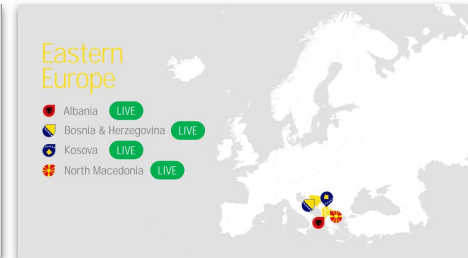 Eastern
Europe
Albania LIVE
Bosnia & Herzegovina LIVE
Kosova LIVE
North Macedonia LIVE